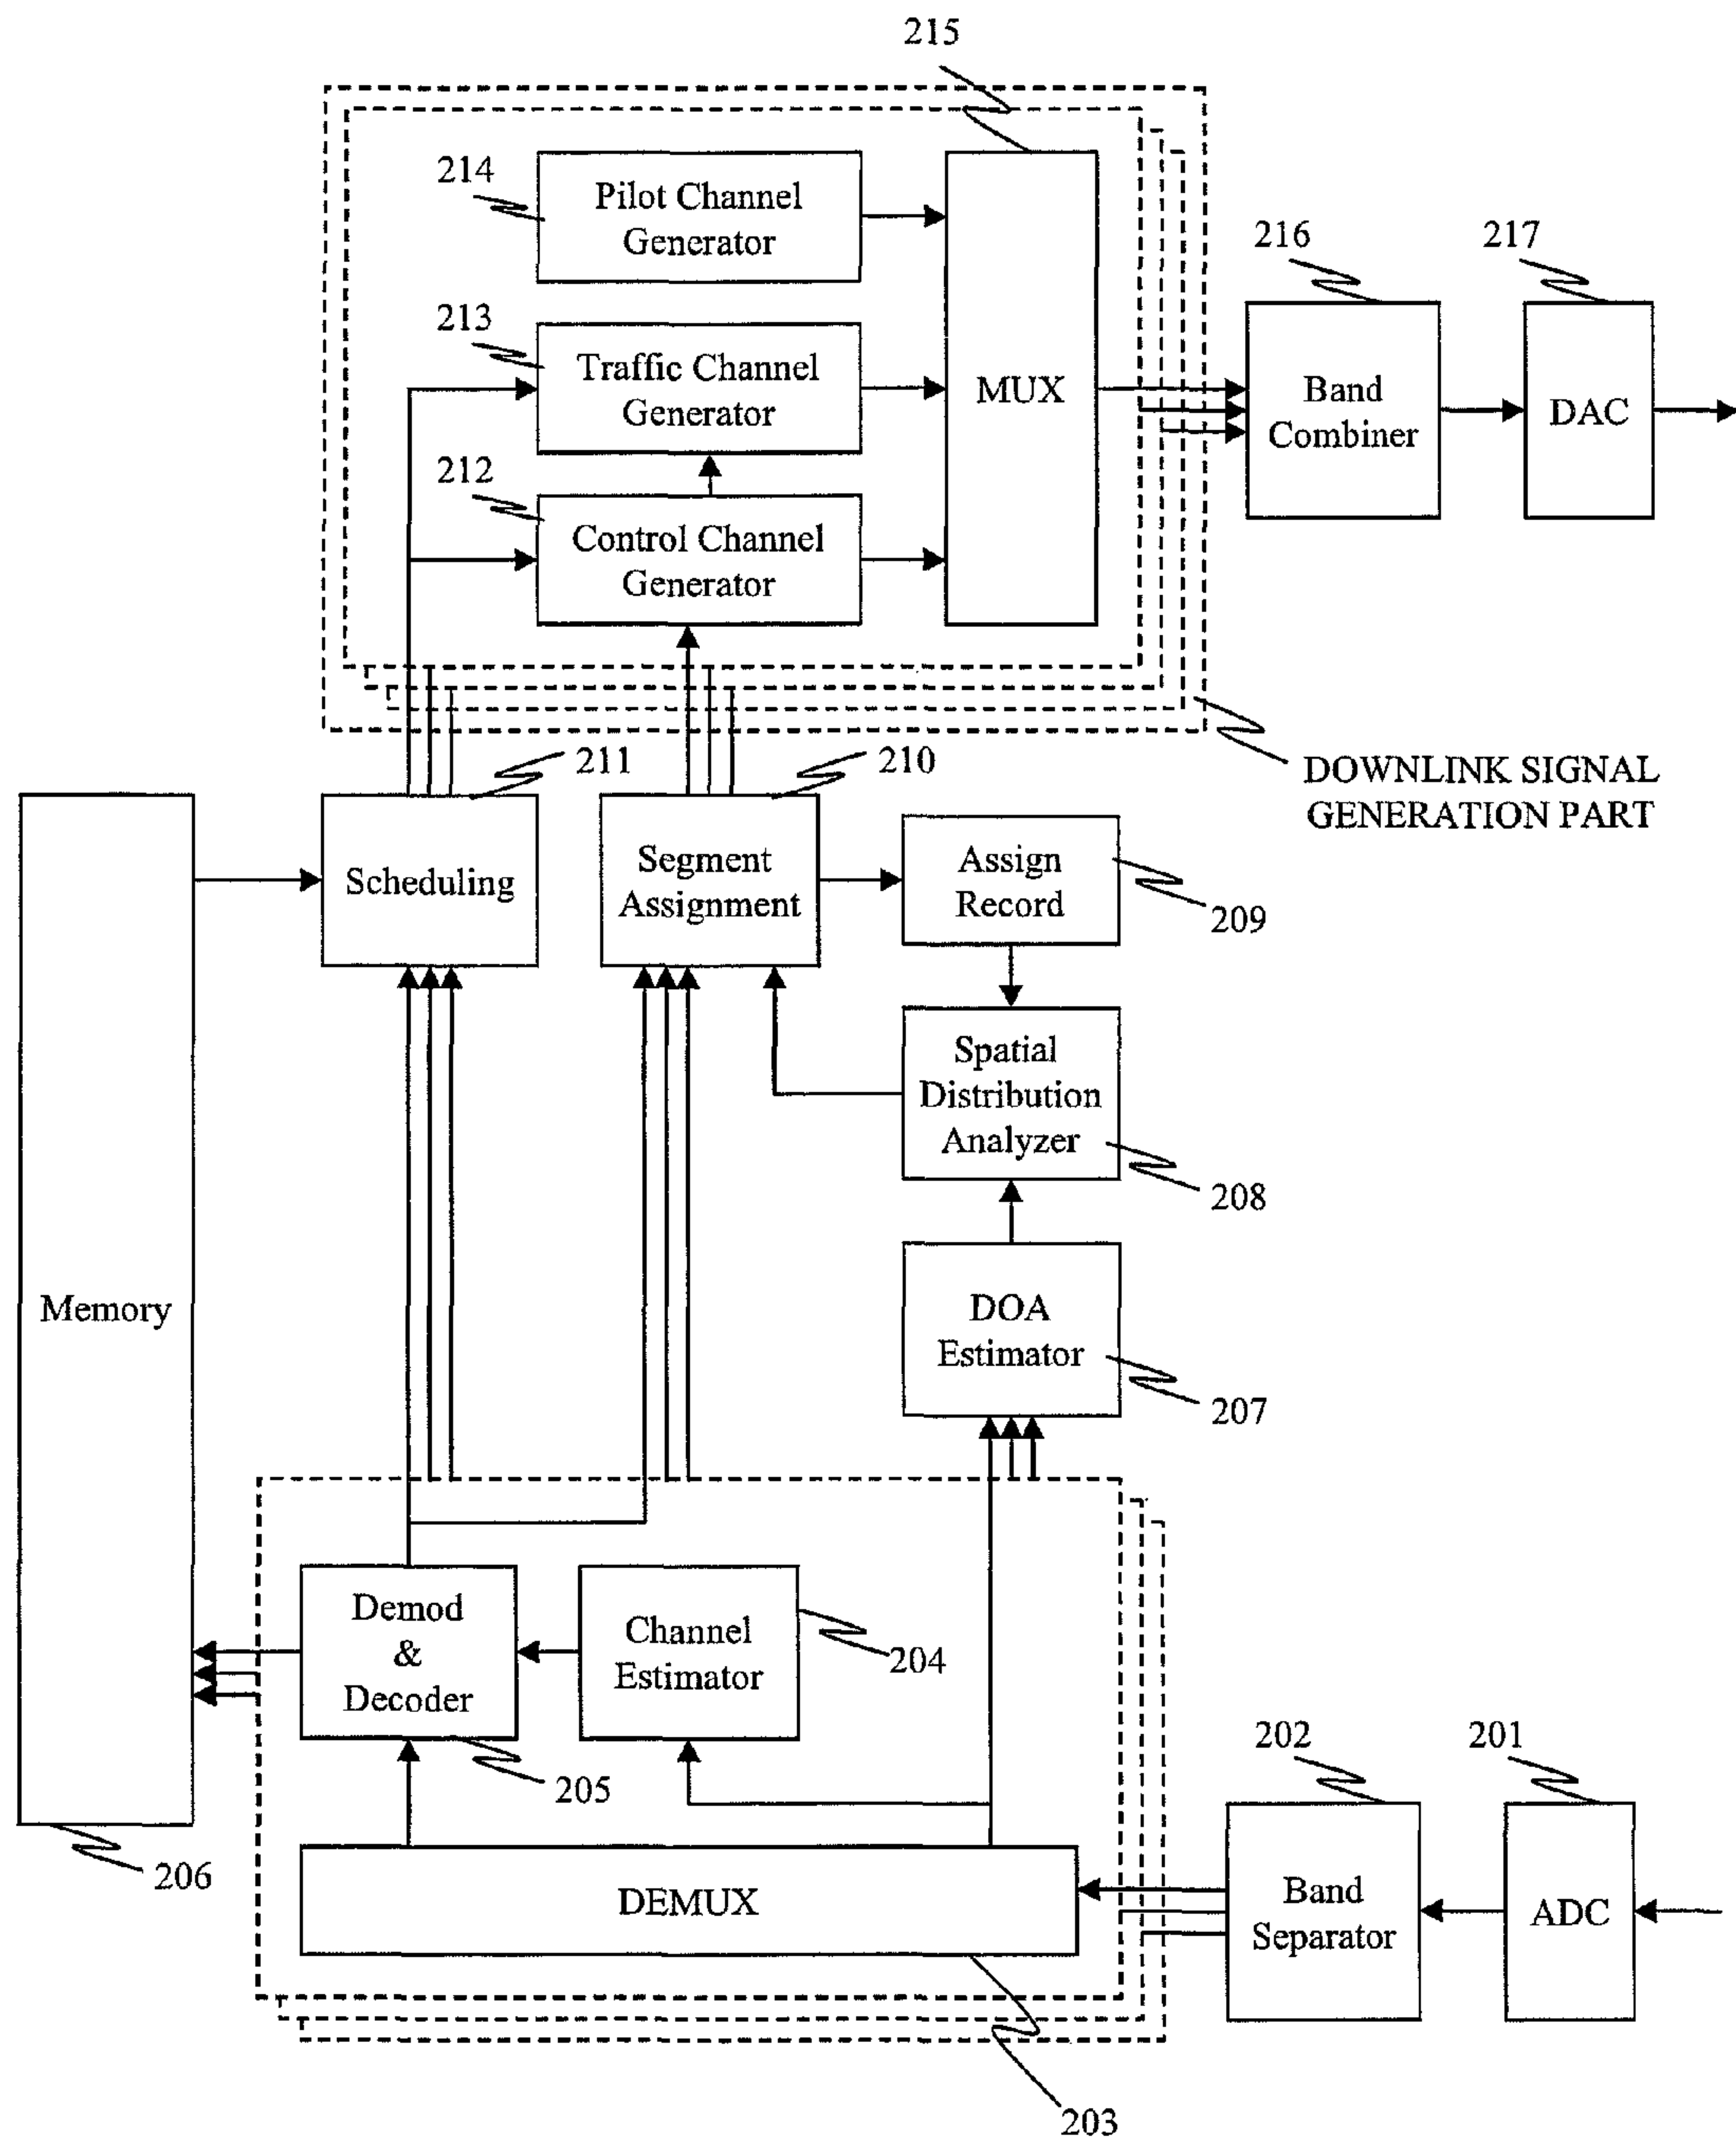 215
214
Pilot Channel
Generator
213
Traffic Channel
Generator
212
Control Channel
Generator
MUX
216
Band
Combiner
217
DAC
DOWNLINK SIGNAL
GENERATION PART
211
Scheduling
210
Segment
Assignment
Assign
Record
209
Spatial
Distribution
Analyzer
208
DOA
Estimator
207
Memory
206
Demod
&
Decoder
205
Channel
Estimator
204
DEMUX
203
202
Band
Separator
201
ADC